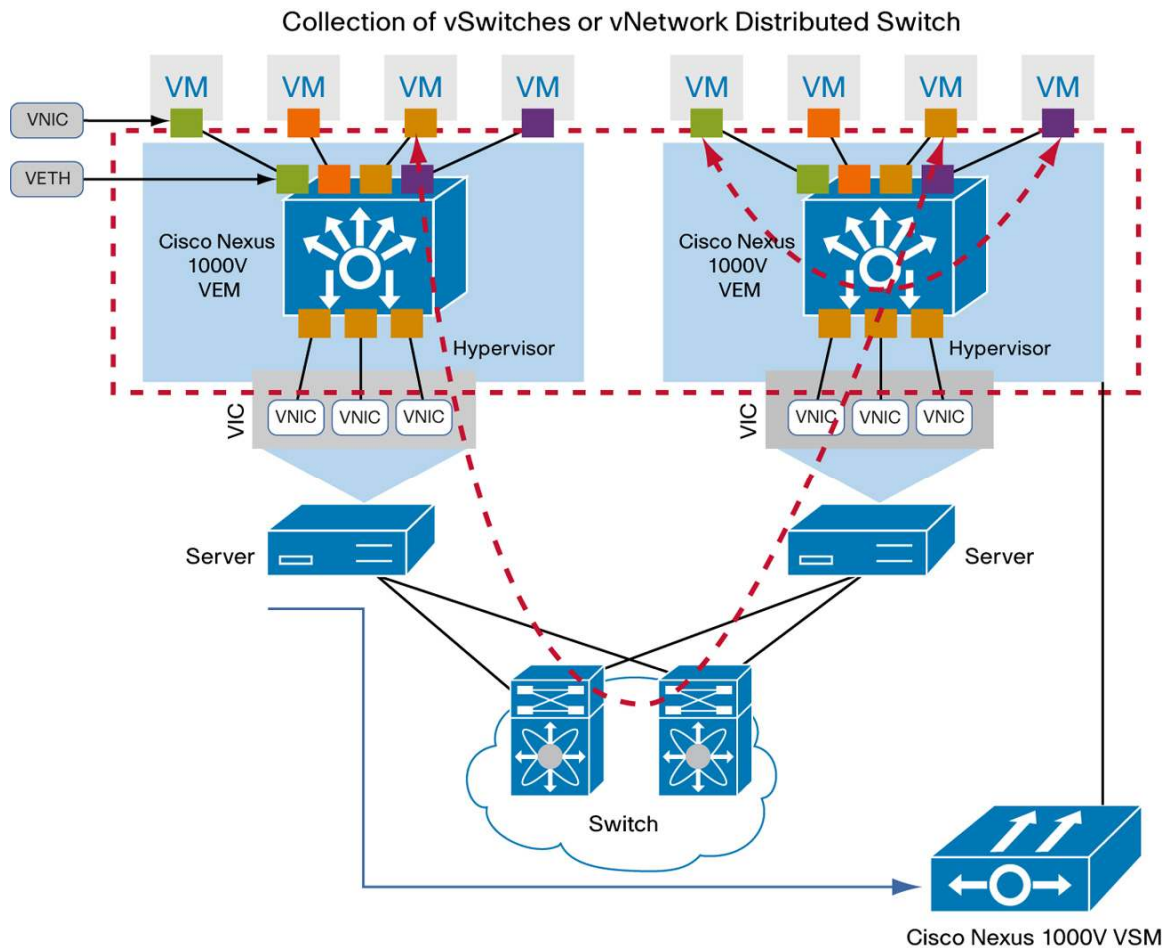 Collection of vSwitches or vNetwork Distributed Switch
VM
VM
VM
VM
VM
VM
VM
VM
VNIC
VETH
Cisco Nexus
1000V
VEM
Hypervisor
Cisco Nexus
1000V
VEM
Hypervisor
VIC
VNIC
VNIC
VNIC
VIC
VNIC
VNIC
VNIC
Server
Server
Switch
Cisco Nexus 1000V VSM